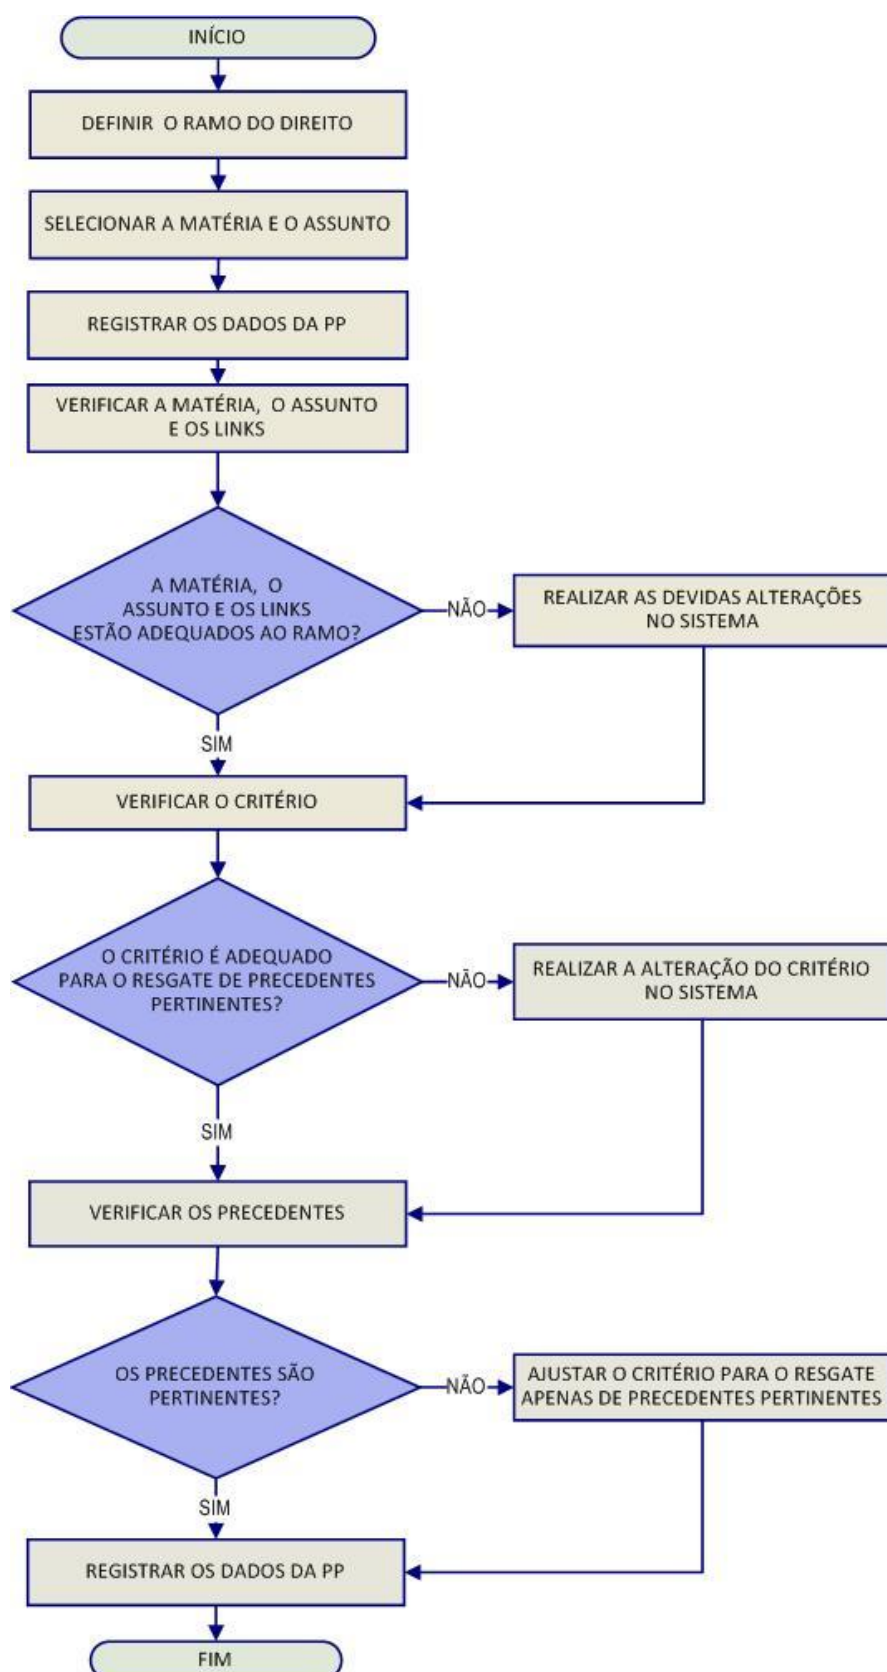 INÍCIO
DEFINIR O RAMO DO DIREITO
SELECIONAR A MATÉRIA E O ASSUNTO
REGISTRAR OS DADOS DA PP
VERIFICAR A MATÉRIA, O ASSUNTO
E OS LINKS
A MATÉRIA, O
ASSUNTO E OS LINKS
ESTÃO ADEQUADOS AO RAMO?
NÃO
REALIZAR AS DEVIDAS ALTERAÇÕES
NO SISTEMA
SIM
VERIFICAR O CRITÉRIO
O CRITÉRIO É ADEQUADO
PARA O RESGATE DE PRECEDENTES
PERTINENTES?
NÃO
REALIZAR A ALTERAÇÃO DO CRITÉRIO
NO SISTEMA
SIM
VERIFICAR OS PRECEDENTES
OS PRECEDENTES SÃO
PERTINENTES?
NÃO
AJUSTAR O CRITÉRIO PARA O RESGATE
APENAS DE PRECEDENTES PERTINENTES
SIM
REGISTRAR OS DADOS DA PP
FIM